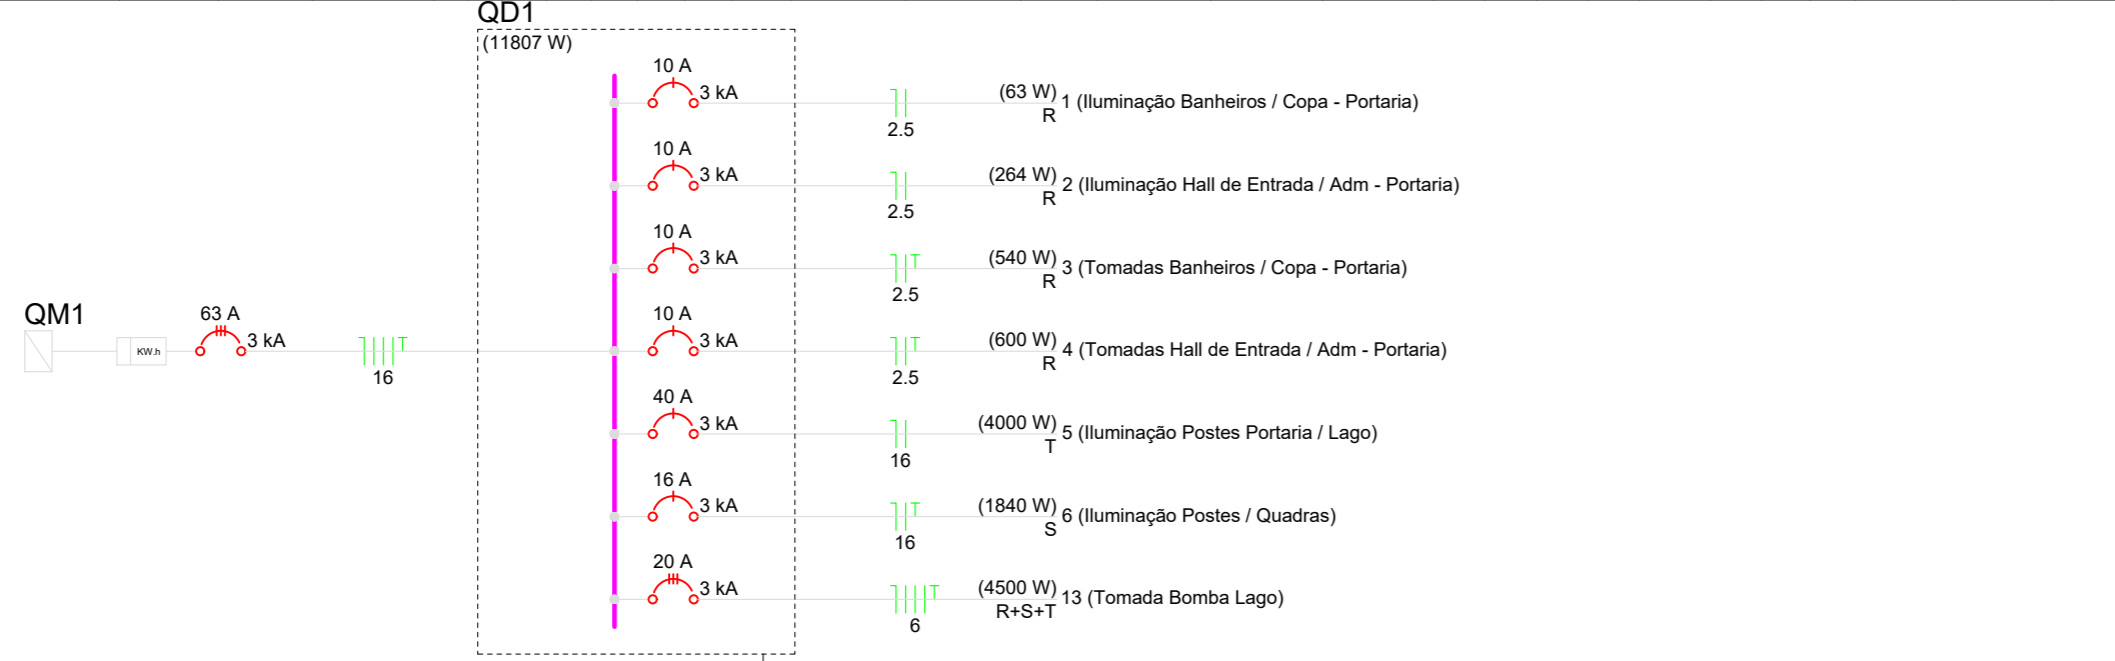 QD1
(11807 W)
10 A
3 kA
2.5
(63 W)
R
1 (Iluminação Banheiros / Copa - Portaria)
10 A
3 kA
2.5
(264 W)
R
2 (Iluminação Hall de Entrada / Adm - Portaria)
10 A
3 kA
T
2.5
(540 W)
R
3 (Tomadas Banheiros / Copa - Portaria)
QM1
KW.h
63 A
3 kA
T
16
10 A
3 kA
T
2.5
(600 W)
R
4 (Tomadas Hall de Entrada / Adm - Portaria)
40 A
3 kA
16
(4000 W)
T
5 (Iluminação Postes Portaria / Lago)
16 A
3 kA
T
16
(1840 W)
S
6 (Iluminação Postes / Quadras)
20 A
3 kA
T
6
(4500 W)
R+S+T
13 (Tomada Bomba Lago)